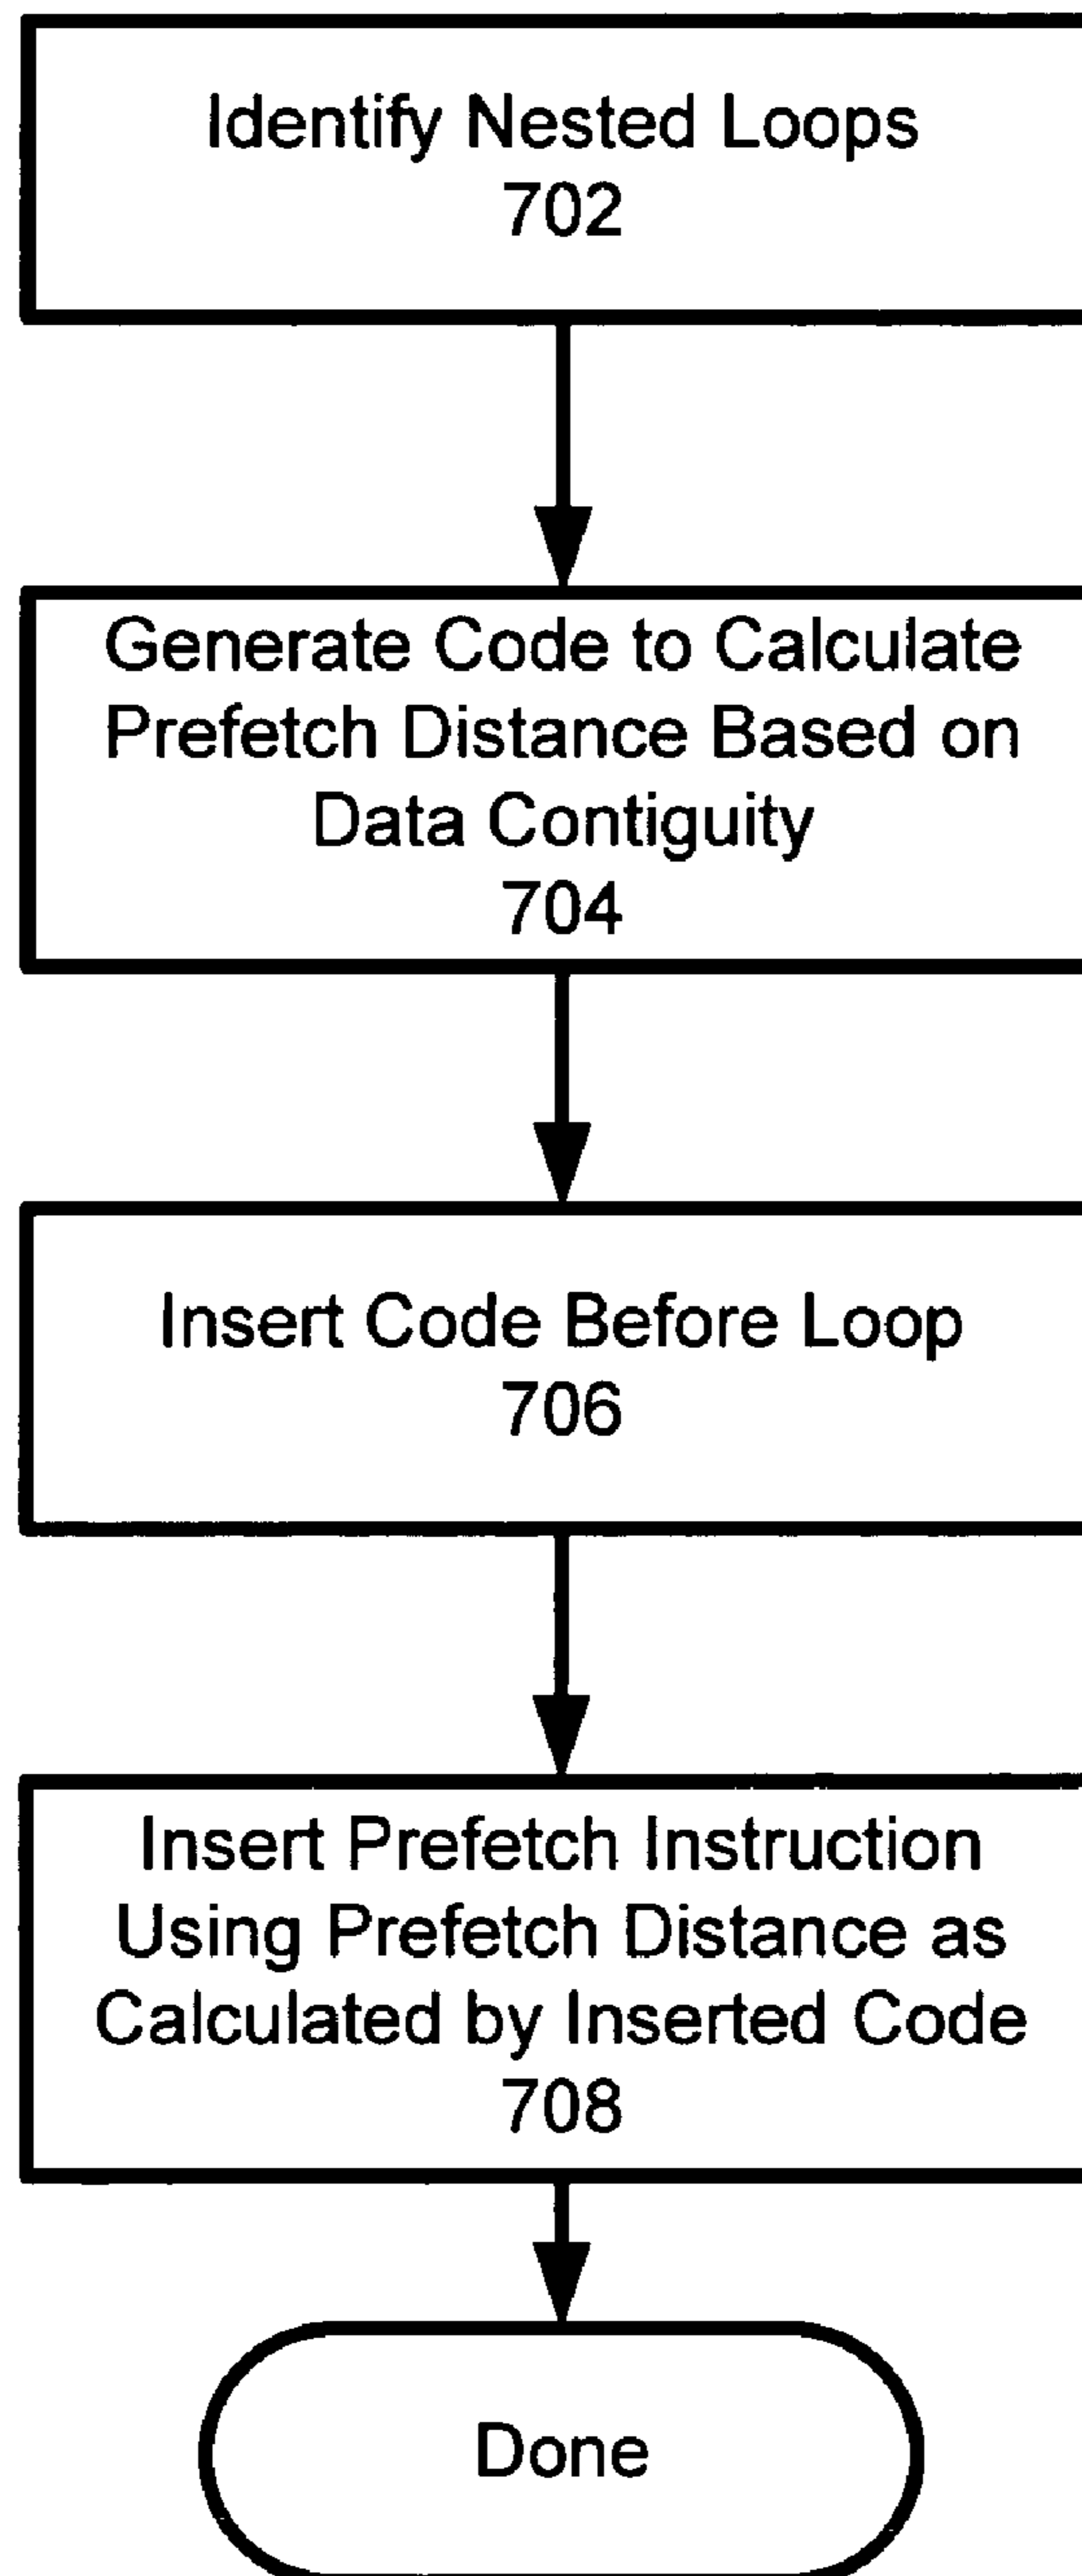 Identify Nested Loops
702
Generate Code to Calculate
Prefetch Distance Based on
Data Contiguity
704
Insert Code Before Loop
706
Insert Prefetch Instruction
Using Prefetch Distance as
Calculated by Inserted Code
708
Done